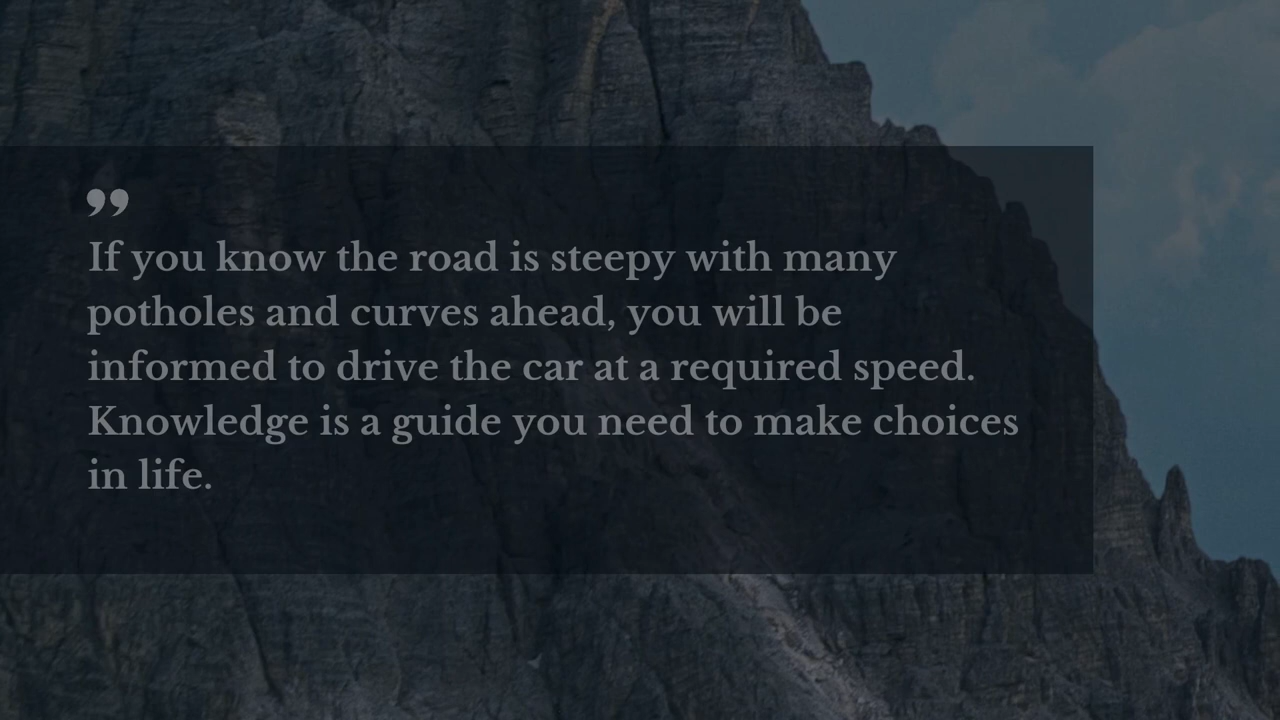 ”
If you know the road is steepy with many
potholes and curves ahead, you will be
informed to drive the car at a required speed.
Knowledge is a guide you need to make choices
in life.